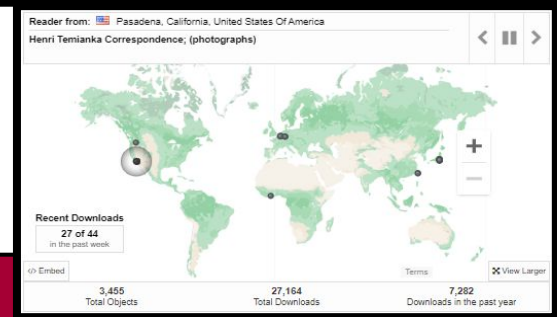 Reader from: Pasadena, California, United States Of America
Henri Temianka Correspondence; (photographs)
Recent Downloads
27 of 44
in the past week
</> Embed
Terms
View Larger
3,455
Total Objects
27,164
Total Downloads
7,282
Downloads in the past year